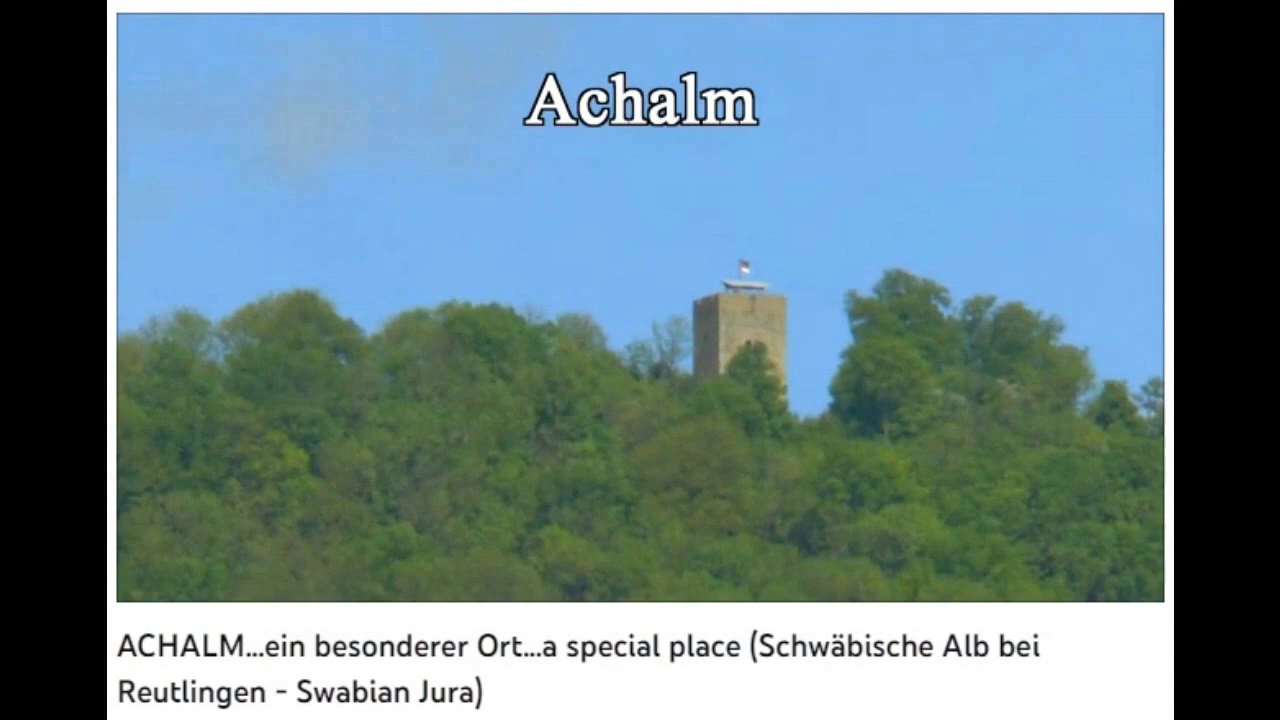 Achalm
ACHALM...ein besonderer Ort...a special place (Schwäbische Alb bei
Reutlingen - Swabian Jura)